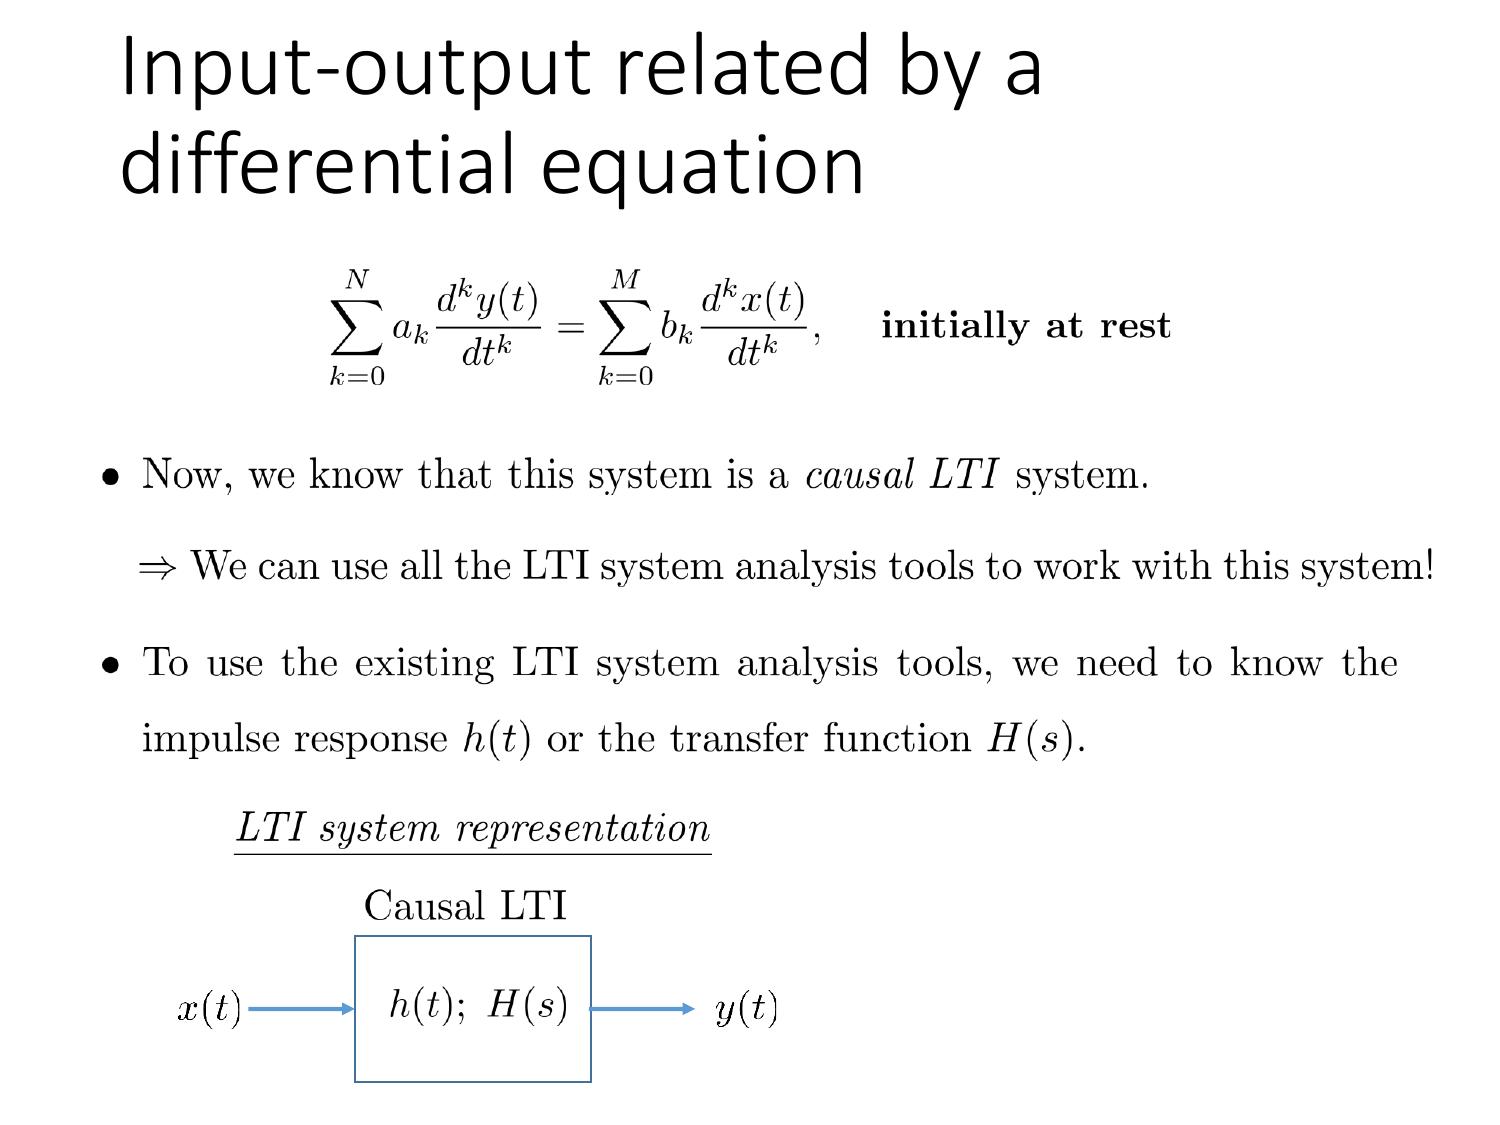 Input-output related by a
differential equation
$$\sum_{k=0}^{N} a_k \frac{d^k y(t)}{dt^k} = \sum_{k=0}^{M} b_k \frac{d^k x(t)}{dt^k}, \quad \textbf{initially at rest}$$
• Now, we know that this system is a causal LTI system.
⇒ We can use all the LTI system analysis tools to work with this system!
• To use the existing LTI system analysis tools, we need to know the
impulse response h(t) or the transfer function H(s).
LTI system representation
Causal LTI
x(t) h(t); H(s) y(t)